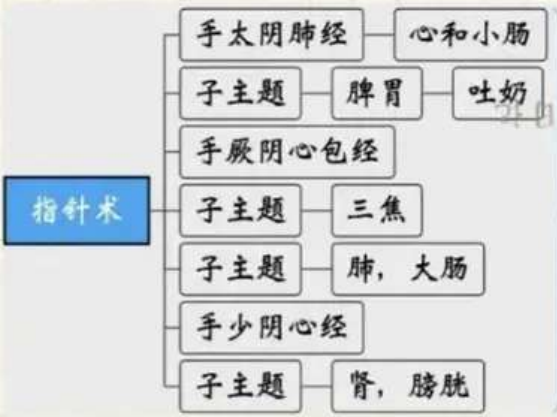 手太阴肺经 心和小肠
子主题 脾胃 吐奶
手厥阴心包经
指针术
子主题 三焦
子主题 肺，大肠
手少阴心经
子主题 肾，膀胱